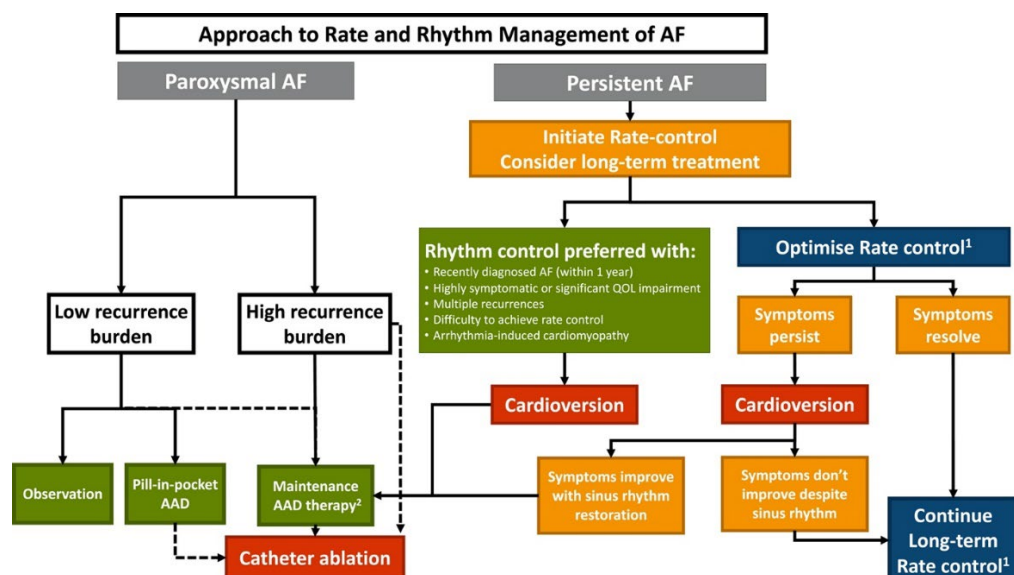 Approach to Rate and Rhythm Management of AF
Paroxysmal AF
Persistent AF
Initiate Rate-control
Consider long-term treatment
Rhythm control preferred with:
• Recently diagnosed AF (within 1 year)
• Highly symptomatic or significant QOL impairment
• Multiple recurrences
• Difficulty to achieve rate control
• Arrhythmia-induced cardiomyopathy
Optimise Rate control¹
Low recurrence
burden
High recurrence
burden
Symptoms
persist
Symptoms
resolve
Cardioversion
Cardioversion
Observation
Pill-in-pocket
AAD
Maintenance
AAD therapy²
Symptoms improve
with sinus rhythm
restoration
Symptoms don't
improve despite
sinus rhythm
Continue
Long-term
Rate control¹
Catheter ablation